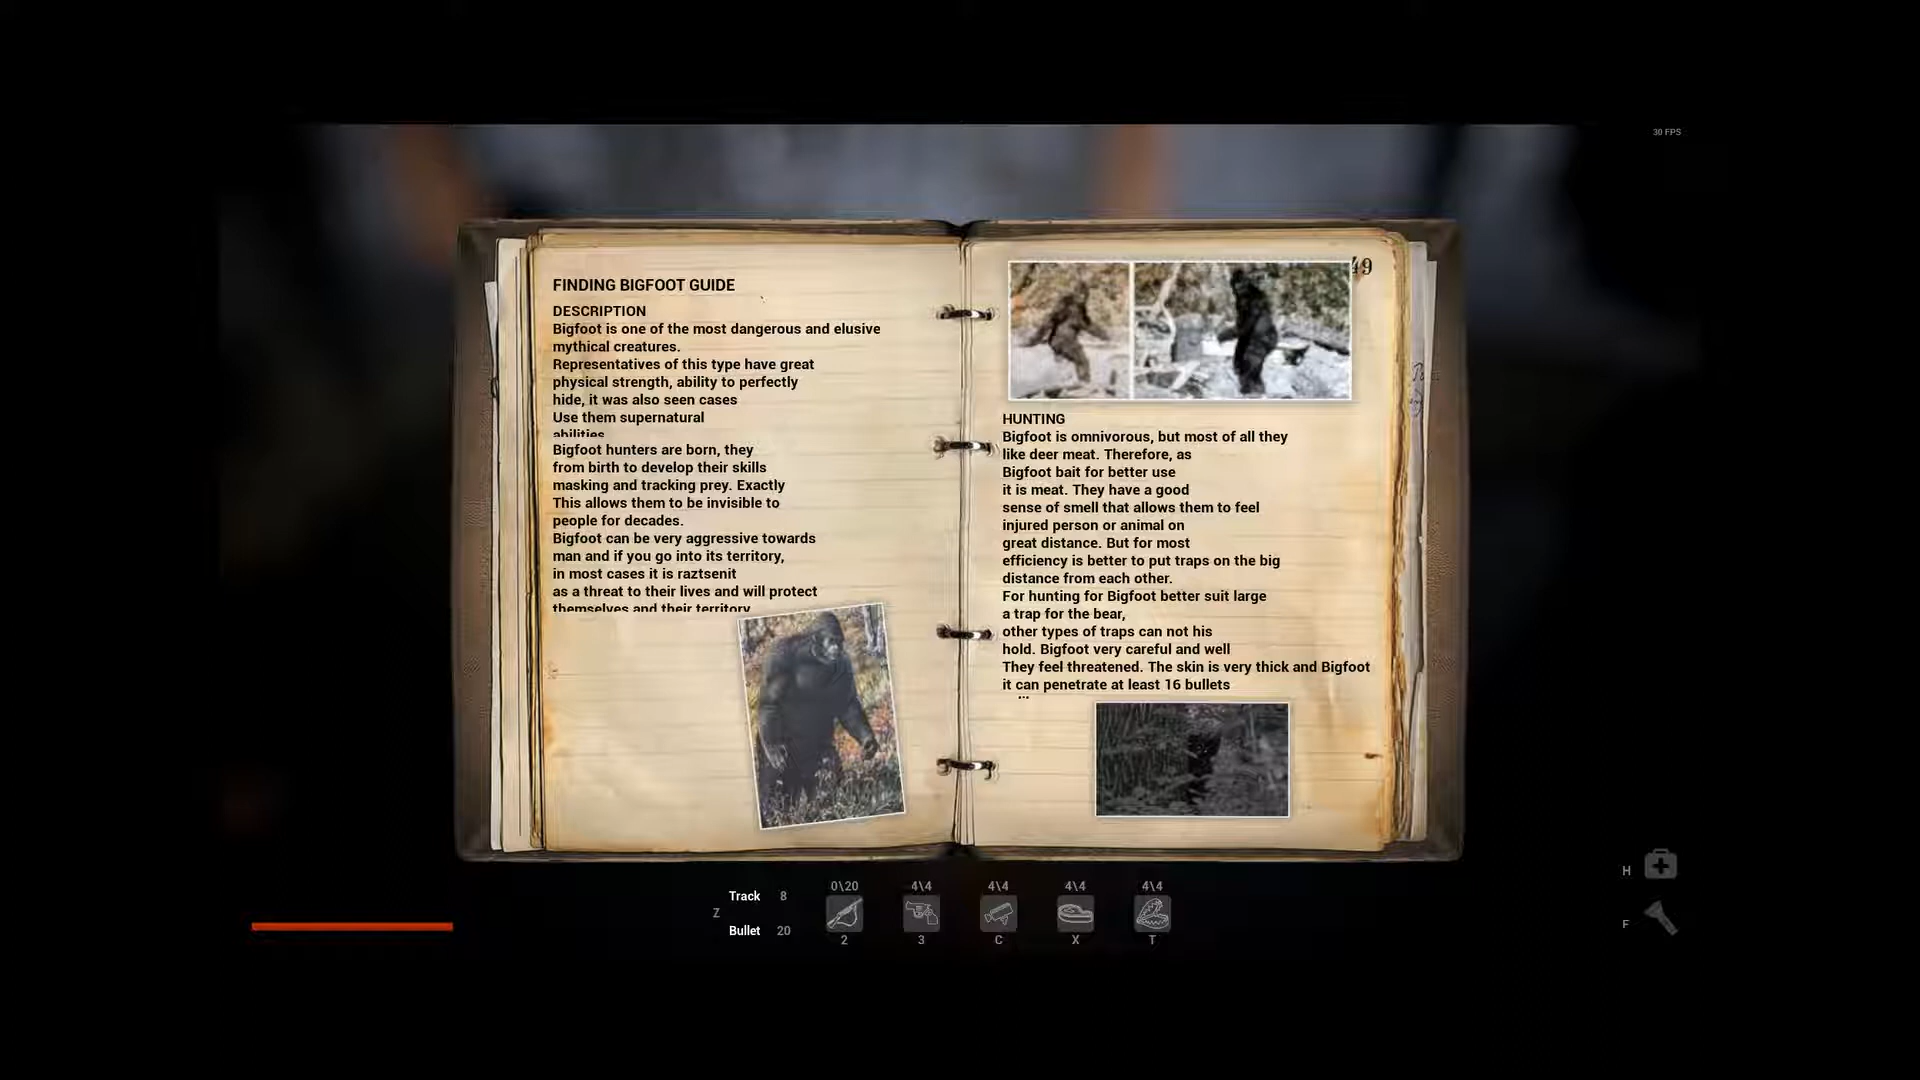 30 FPS
FINDING BIGFOOT GUIDE
DESCRIPTION
Bigfoot is one of the most dangerous and elusive
mythical creatures.
Representatives of this type have great
physical strength, ability to perfectly
hide, it was also seen cases
Use them supernatural
abilities
Bigfoot hunters are born, they
from birth to develop their skills
masking and tracking prey. Exactly
This allows them to be invisible to
people for decades.
Bigfoot can be very aggressive towards
man and if you go into its territory,
in most cases it is raztsenit
as a threat to their lives and will protect
themselves and their territory
49
HUNTING
Bigfoot is omnivorous, but most of all they
like deer meat. Therefore, as
Bigfoot bait for better use
it is meat. They have a good
sense of smell that allows them to feel
injured person or animal on
great distance. But for most
efficiency is better to put traps on the big
distance from each other.
For hunting for Bigfoot better suit large
a trap for the bear,
other types of traps can not his
hold. Bigfoot very careful and well
They feel threatened. The skin is very thick and Bigfoot
it can penetrate at least 16 bullets
Z
Track 8
Bullet 20
0\20 4\4 4\4 4\4 4\4
2 3 C X T
H
F